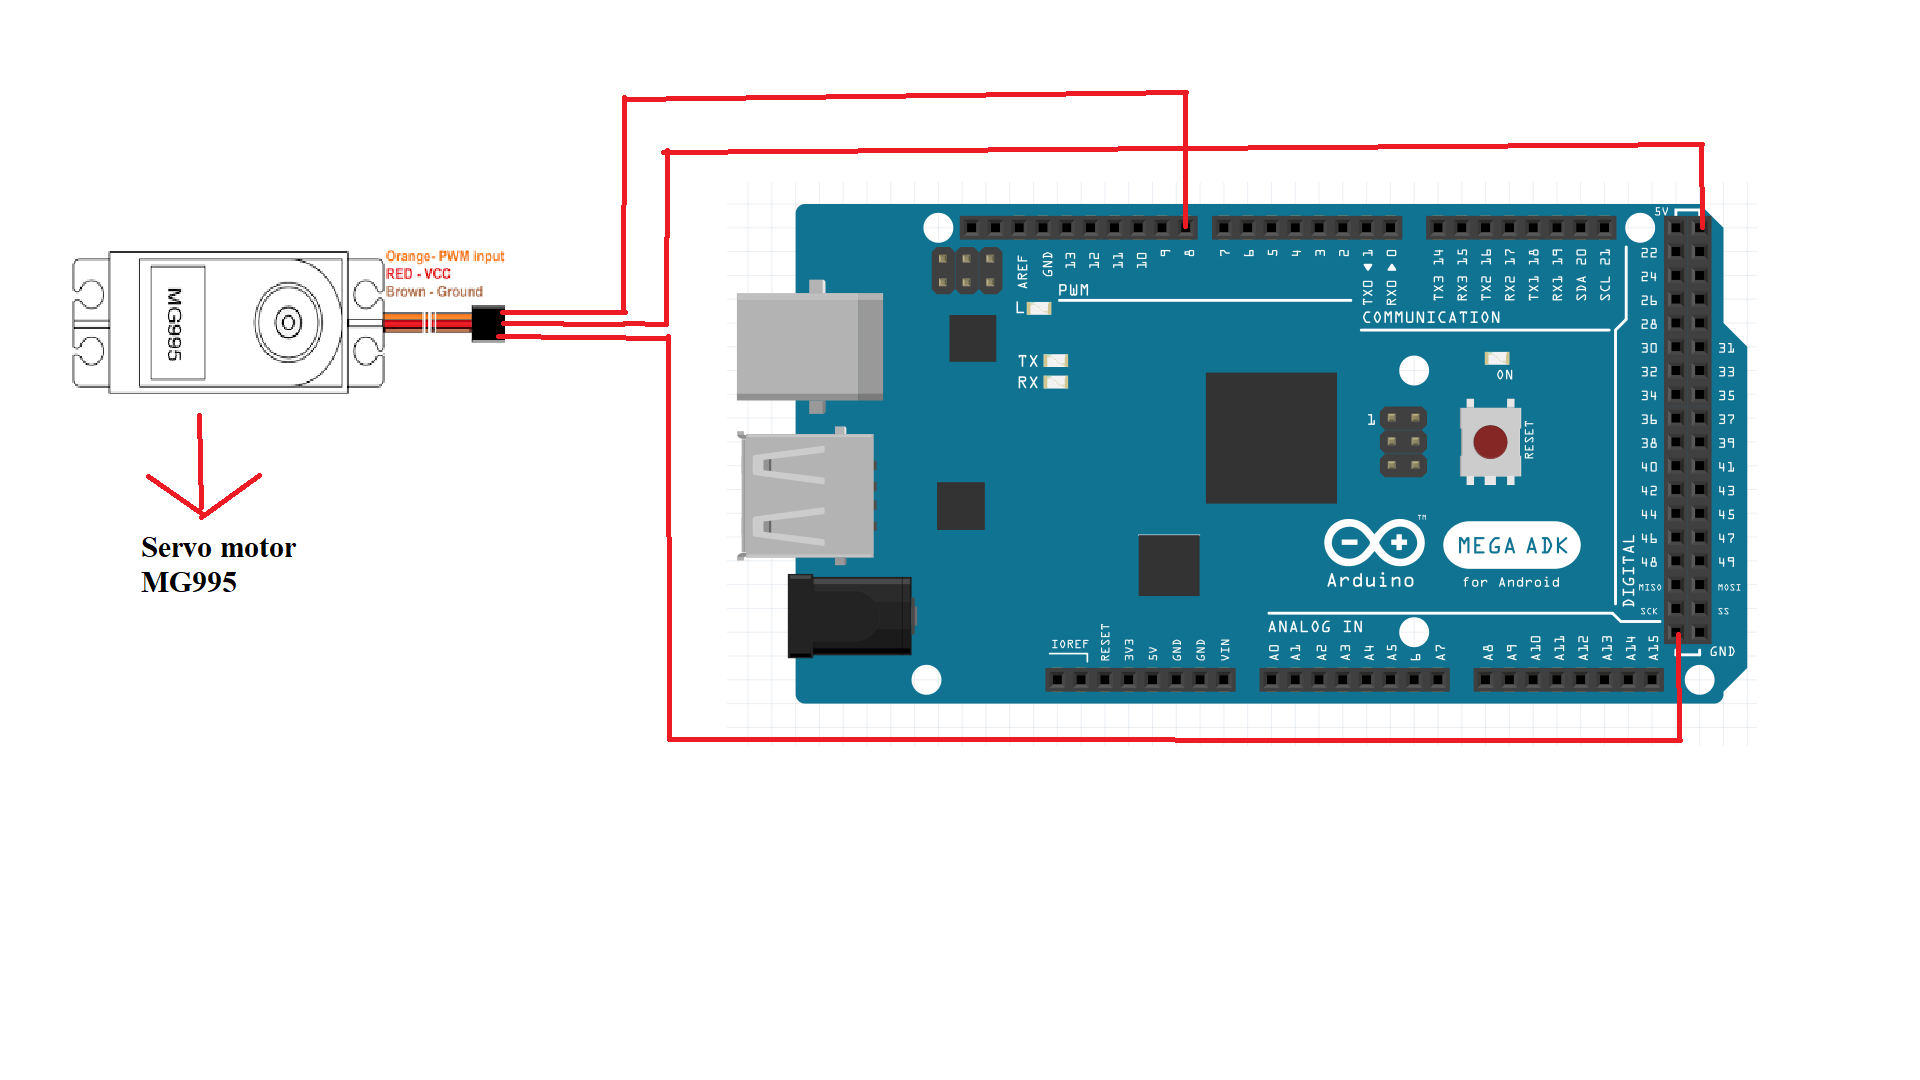 Orange- PWM input
RED - VCC
Brown - Ground
MG995
Servo motor
MG995
AREF
GND
13
12
11
10
9
8
7
6
5
4
3
2
TX0 ◀ 1
RX0 ▶ 0
TX3 14
RX3 15
TX2 16
RX2 17
TX1 18
RX1 19
SDA 20
SCL 21
PWM
COMMUNICATION
L
TX
RX
ON
1
RESET
5V
22
24
26
28
30 31
32 33
34 35
36 37
38 39
40 41
42 43
44 45
46 47
48 49
MISO MOSI
SCK SS
GND
DIGITAL
TM
Arduino
MEGA ADK
for Android
ANALOG IN
IOREF
RESET
3V3
5V
GND
GND
VIN
A0
A1
A2
A3
A4
A5
6
A7
A8
A9
A10
A11
A12
A13
A14
A15